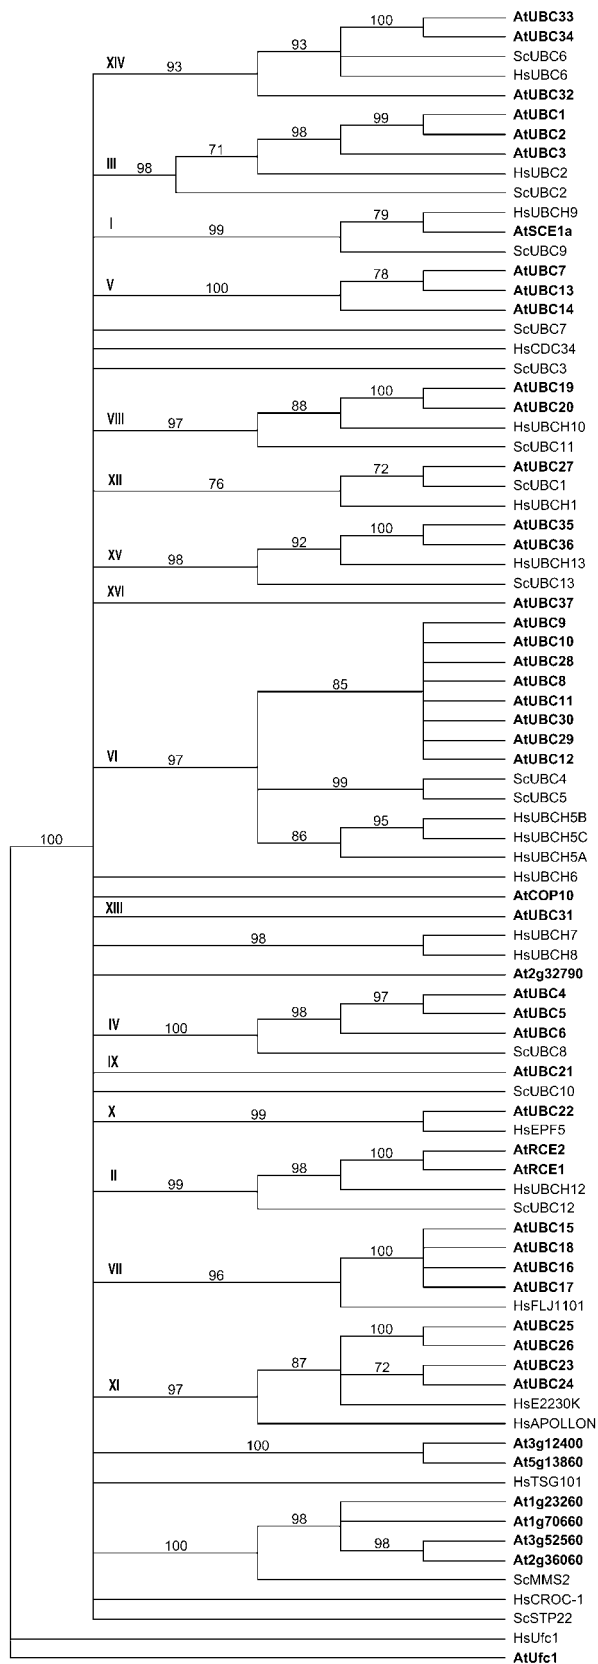 AtUBC33
100
AtUBC34
93
ScUBC6
XIV
93
HsUBC6
AtUBC32
AtUBC1
99
AtUBC2
98
AtUBC3
71
III
98
HsUBC2
ScUBC2
HsUBCH9
79
I
99
AtSCE1a
ScUBC9
AtUBC7
78
V
100
AtUBC13
AtUBC14
ScUBC7
HsCDC34
ScUBC3
AtUBC19
100
88
AtUBC20
VIII
97
HsUBCH10
ScUBC11
AtUBC27
72
XII
76
ScUBC1
HsUBCH1
AtUBC35
100
92
AtUBC36
XV
98
HsUBCH13
ScUBC13
XVI
AtUBC37
AtUBC9
AtUBC10
AtUBC28
85
AtUBC8
AtUBC11
AtUBC30
AtUBC29
VI
97
AtUBC12
99
ScUBC4
ScUBC5
95
HsUBCH5B
86
HsUBCH5C
100
HsUBCH5A
HsUBCH6
AtCOP10
XIII
AtUBC31
98
HsUBCH7
HsUBCH8
At2g32790
97
AtUBC4
98
AtUBC5
IV
100
AtUBC6
ScUBC8
IX
AtUBC21
ScUBC10
X
99
AtUBC22
HsEPF5
100
AtRCE2
98
AtRCE1
II
99
HsUBCH12
ScUBC12
AtUBC15
100
AtUBC18
VII
96
AtUBC16
AtUBC17
HsFLJ1101
AtUBC25
100
AtUBC26
87
72
AtUBC23
XI
97
AtUBC24
HsE2230K
HsAPOLLON
100
At3g12400
At5g13860
HsTSG101
At1g23260
98
At1g70660
100
98
At3g52560
At2g36060
ScMMS2
HsCROC-1
ScSTP22
HsUfc1
AtUfc1